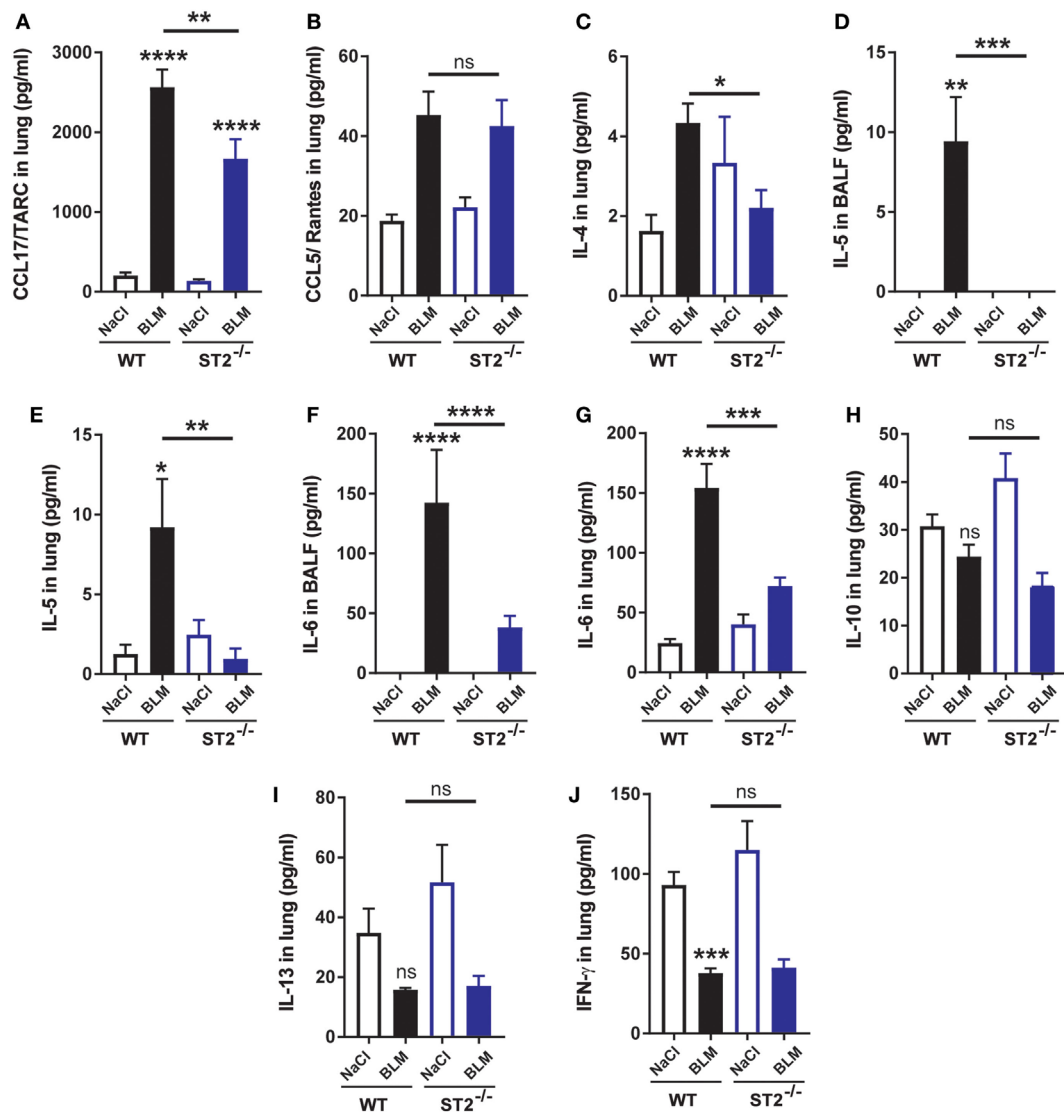 A
CCL17/TARC in lung (pg/ml)
3000
2000
1000
0
****
**
****
NaCl
BLM
NaCl
BLM
WT
ST2-/-
B
CCL5/ Rantes in lung (pg/ml)
60
40
20
0
ns
NaCl
BLM
NaCl
BLM
WT
ST2-/-
C
IL-4 in lung (pg/ml)
6
4
2
0
*
NaCl
BLM
NaCl
BLM
WT
ST2-/-
D
IL-5 in BALF (pg/ml)
15
10
5
0
**
***
NaCl
BLM
NaCl
BLM
WT
ST2-/-
E
IL-5 in lung (pg/ml)
15
10
5
0
*
**
NaCl
BLM
NaCl
BLM
WT
ST2-/-
F
IL-6 in BALF (pg/ml)
200
150
100
50
0
****
****
NaCl
BLM
NaCl
BLM
WT
ST2-/-
G
IL-6 in lung (pg/ml)
200
150
100
50
0
****
***
NaCl
BLM
NaCl
BLM
WT
ST2-/-
H
IL-10 in lung (pg/ml)
50
40
30
20
10
0
ns
ns
NaCl
BLM
NaCl
BLM
WT
ST2-/-
I
IL-13 in lung (pg/ml)
80
60
40
20
0
ns
ns
NaCl
BLM
NaCl
BLM
WT
ST2-/-
J
IFN-γ in lung (pg/ml)
150
100
50
0
***
ns
NaCl
BLM
NaCl
BLM
WT
ST2-/-